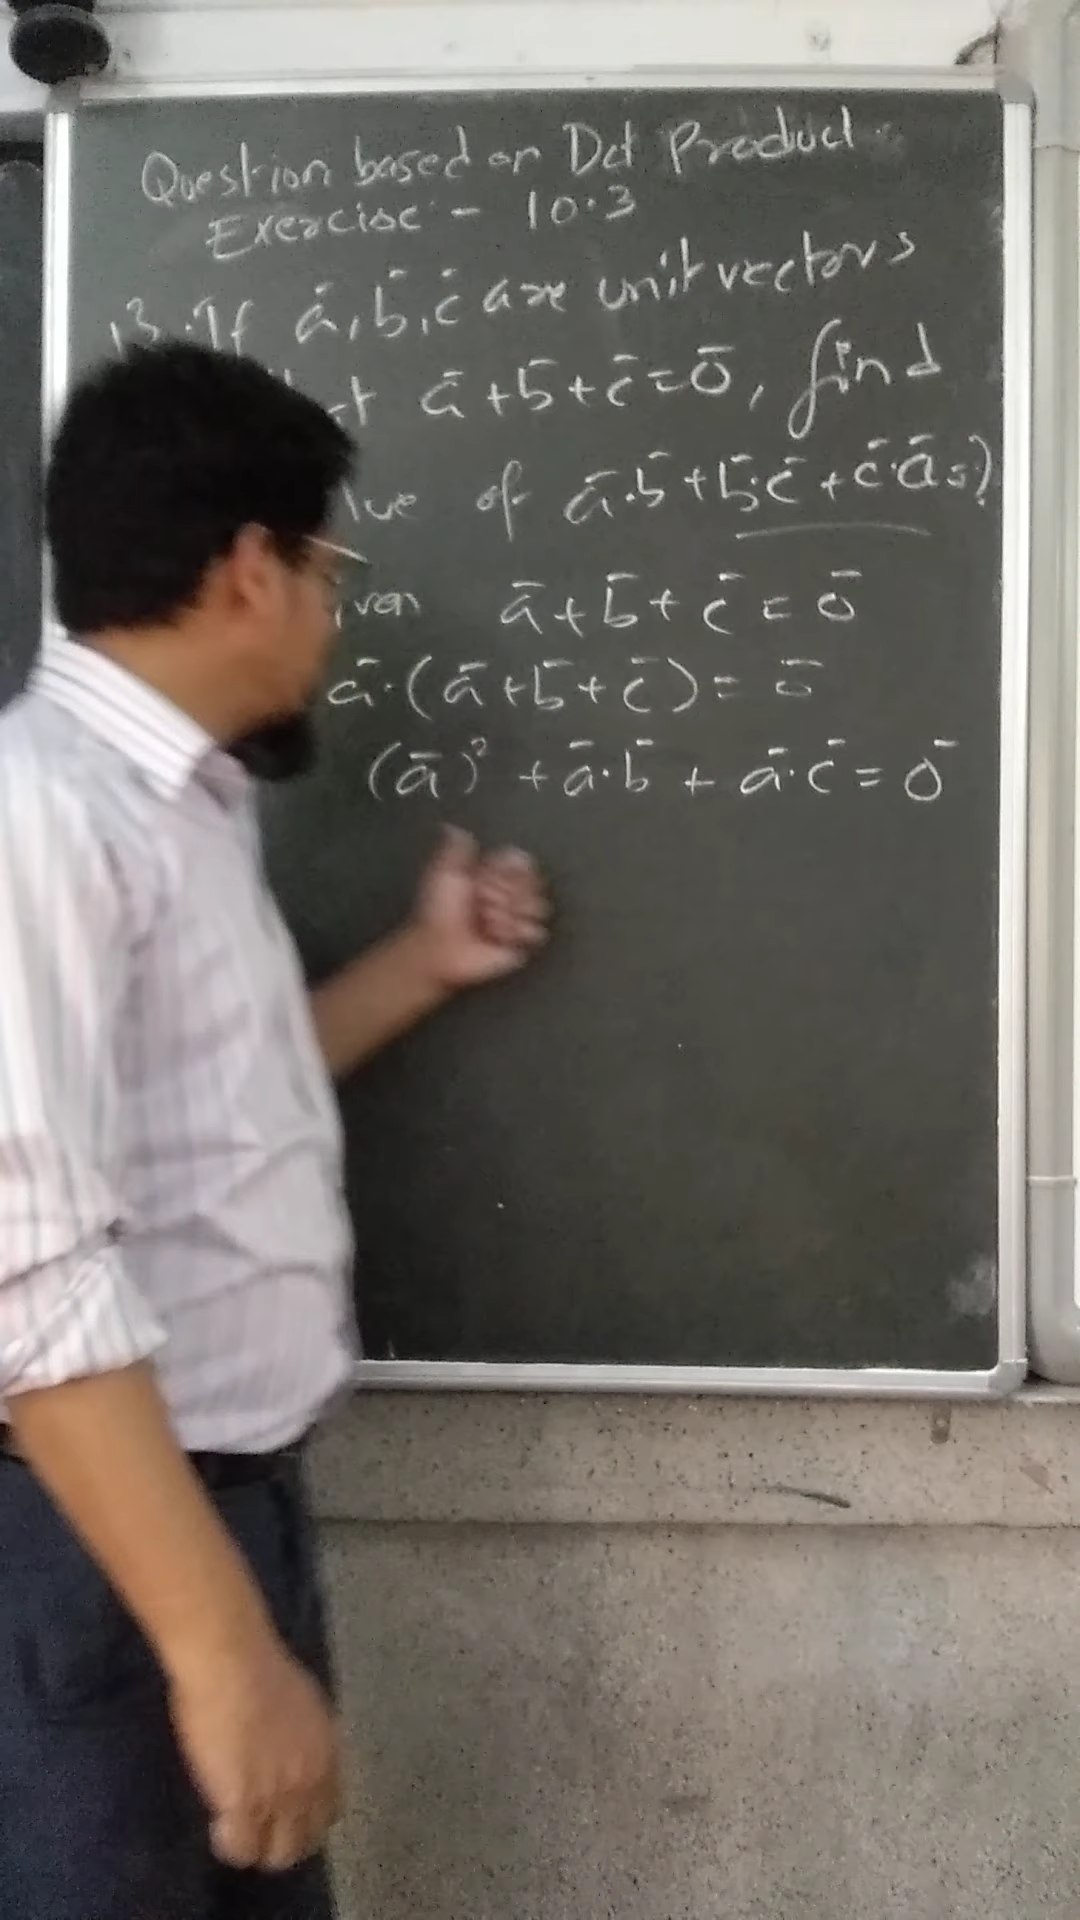 Question based on Dot Product
Exercise - 10.3
13. If a̅, b̅, c̅ are unit vectors
a̅ + b̅ + c̅ = 0̅, find
of a̅.b̅ + b̅.c̅ + c̅.a̅ = ?
a̅ + b̅ + c̅ = 0̅
a̅.(a̅ + b̅ + c̅) = 0̅
(a̅)² + a̅.b̅ + a̅.c̅ = 0̅